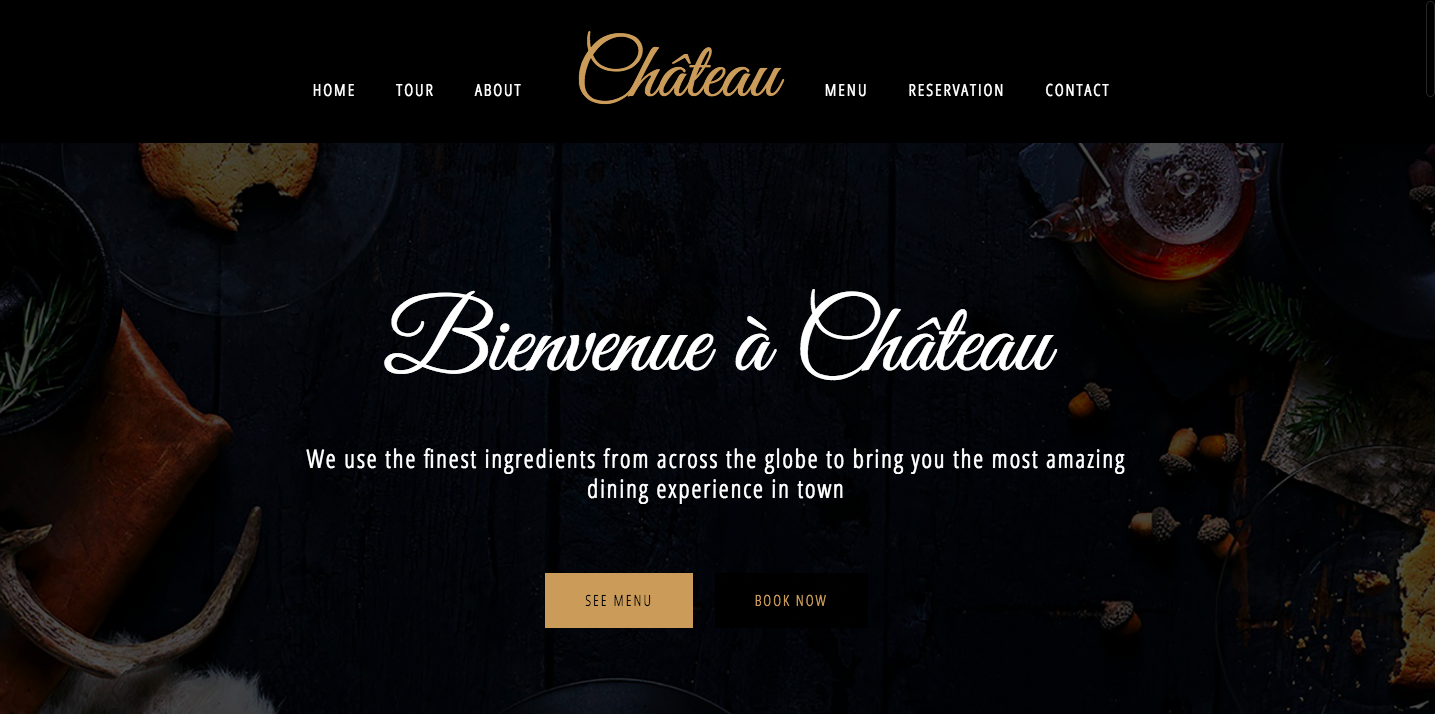 HOME TOUR ABOUT Château MENU RESERVATION CONTACT
Bienvenue à Château
We use the finest ingredients from across the globe to bring you the most amazing
dining experience in town
SEE MENU BOOK NOW